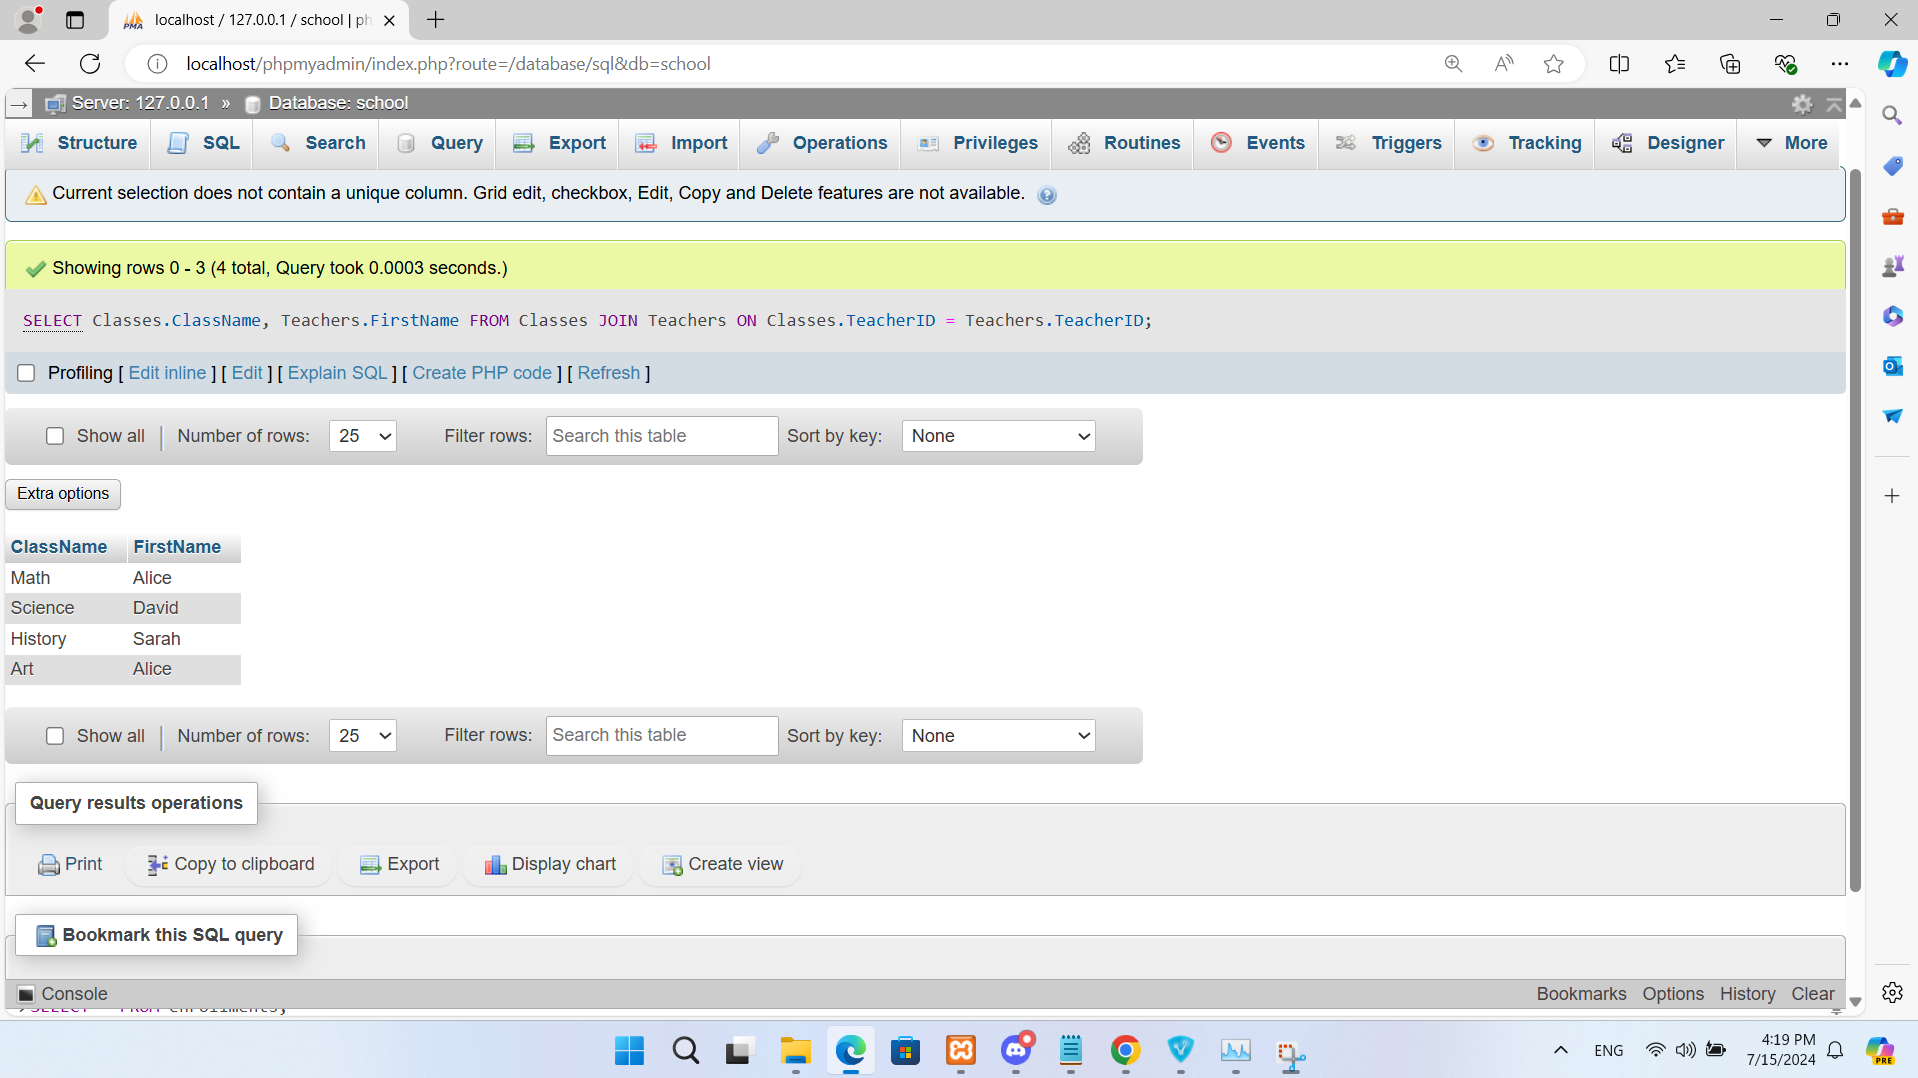 localhost / 127.0.0.1 / school | ph
localhost/phpmyadmin/index.php?route=/database/sql&db=school
Server: 127.0.0.1 » Database: school
Structure SQL Search Query Export Import Operations Privileges Routines Events Triggers Tracking Designer More
Current selection does not contain a unique column. Grid edit, checkbox, Edit, Copy and Delete features are not available.
Showing rows 0 - 3 (4 total, Query took 0.0003 seconds.)
SELECT Classes.ClassName, Teachers.FirstName FROM Classes JOIN Teachers ON Classes.TeacherID = Teachers.TeacherID;
Profiling [ Edit inline ] [ Edit ] [ Explain SQL ] [ Create PHP code ] [ Refresh ]
Show all Number of rows: 25 Filter rows: Search this table Sort by key: None
Extra options
ClassName FirstName
Math Alice
Science David
History Sarah
Art Alice
Show all Number of rows: 25 Filter rows: Search this table Sort by key: None
Query results operations
Print Copy to clipboard Export Display chart Create view
Bookmark this SQL query
Console Bookmarks Options History Clear
ENG 4:19 PM
7/15/2024
PRE